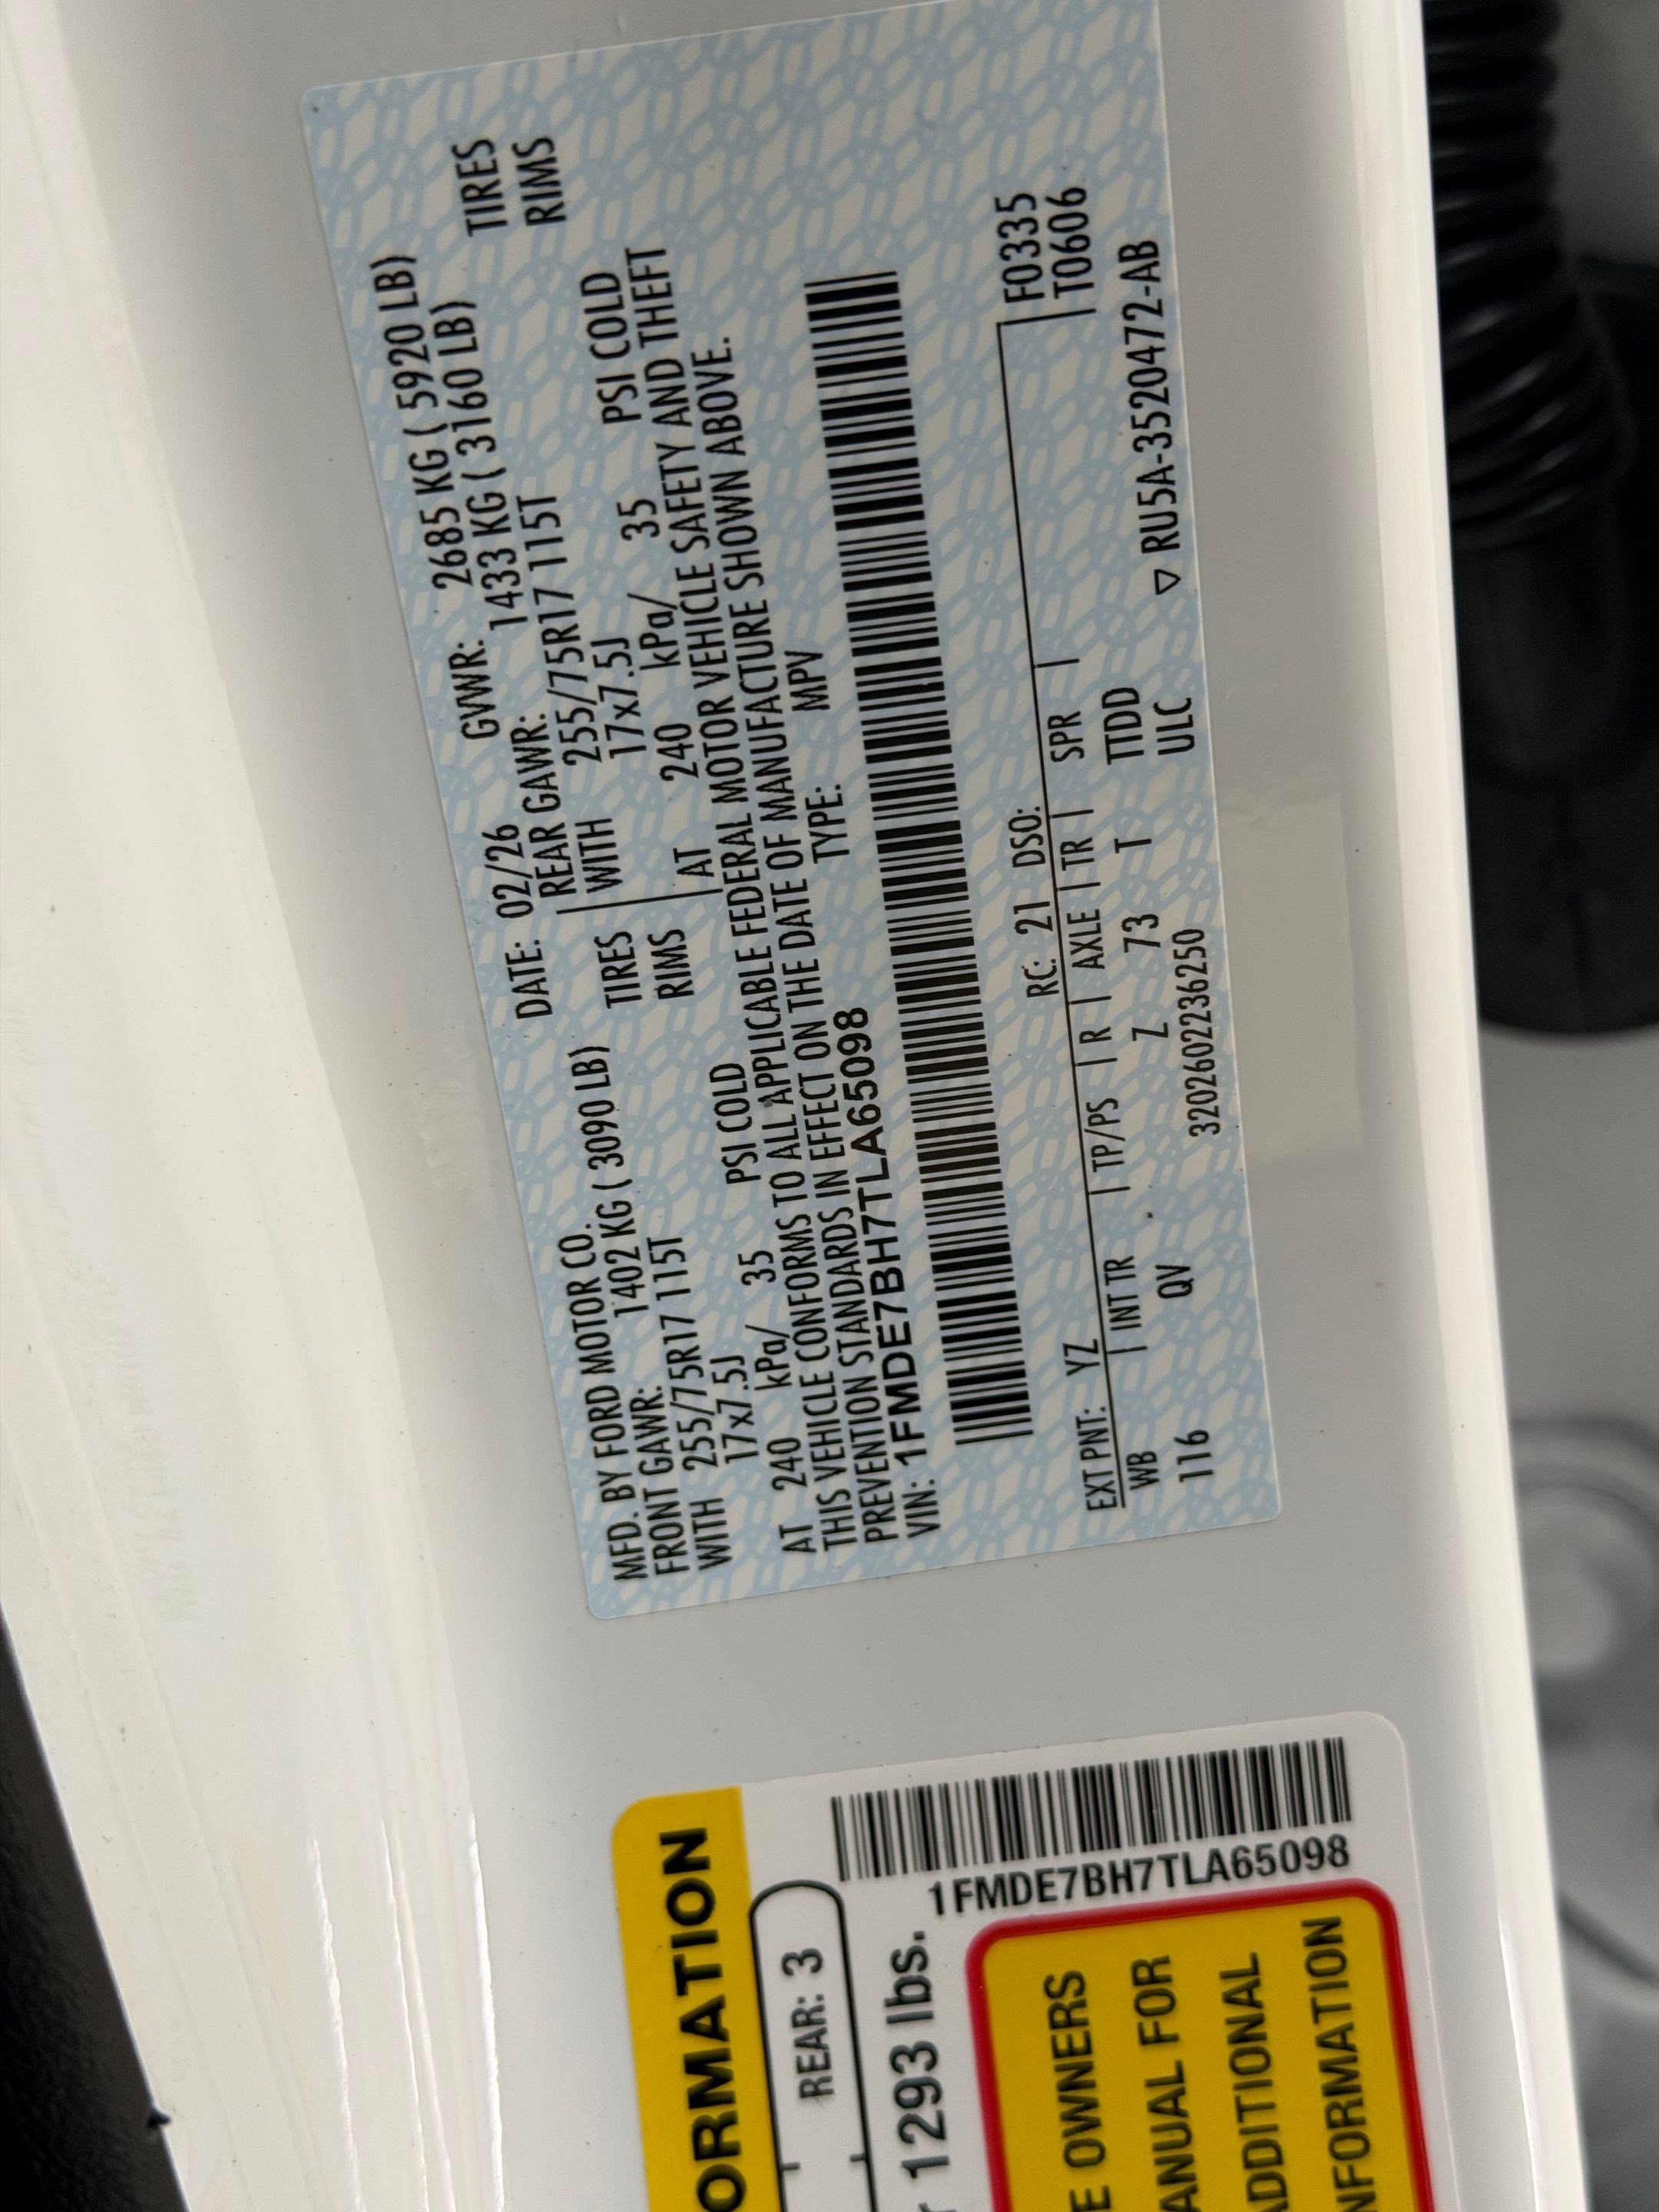 MFD. BY FORD MOTOR CO.
DATE: 02/26 GVWR: 2685 KG ( 5920 LB)
FRONT GAWR: 1402 KG ( 3090 LB) REAR GAWR: 1433 KG ( 3160 LB)
WITH 255/75R17 115T TIRES WITH 255/75R17 115T TIRES
17x7.5J RIMS 17x7.5J RIMS
AT 240 kPa/ 35 PSI COLD AT 240 kPa/ 35 PSI COLD
THIS VEHICLE CONFORMS TO ALL APPLICABLE FEDERAL MOTOR VEHICLE SAFETY AND THEFT
PREVENTION STANDARDS IN EFFECT ON THE DATE OF MANUFACTURE SHOWN ABOVE.
VIN: 1FMDE7BH7TLA65098 TYPE: MPV
EXT PNT: YZ RC: 21 DSO: F0335
WB | INT TR | TP/PS | R | AXLE | TR | SPR | T0606
116 QV Z 73 T TTDD
3202602236250 ULC ▽ RU5A-3520472-AB
ORMATION
REAR: 3
1293 lbs.
1FMDE7BH7TLA65098
E OWNERS
ANUAL FOR
ADDITIONAL
NFORMATION